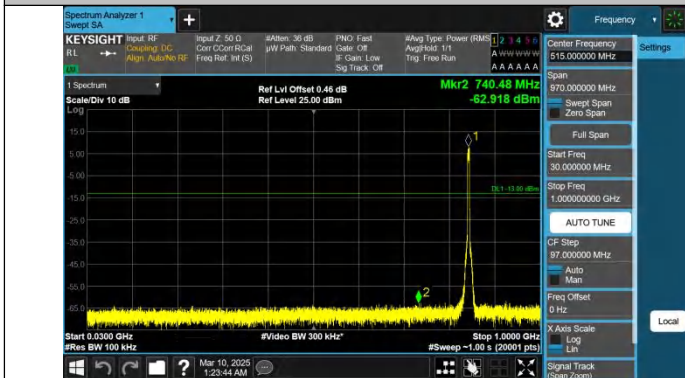 Spectrum Analyzer 1
Swept SA
+
Frequency
KEYSIGHT
RL
Input: RF
Coupling: DC
Align: Auto/No RF
Input Z: 50 Ω
Corr CCorr RCal
Freq Ref: Int (S)
#Atten: 36 dB
µW Path: Standard
PNO: Fast
Gate: Off
IF Gain: Low
Sig Track: Off
#Avg Type: Power (RMS
Avg|Hold: 1/1
Trig: Free Run
1 2 3 4 5 6
A W W W W W
A A A A A A
1 Spectrum
Scale/Div 10 dB
Log
Ref Lvl Offset 0.46 dB
Ref Level 25.00 dBm
Mkr2 740.48 MHz
-62.918 dBm
15.0
5.00
-5.00
-15.0
-25.0
-35.0
-45.0
-55.0
-65.0
1
DL1 -13.00 dBm
2
Start 0.0300 GHz
#Res BW 100 kHz
#Video BW 300 kHz*
Stop 1.0000 GHz
#Sweep ~1.00 s (20001 pts)
Center Frequency
515.000000 MHz
Settings
Span
970.000000 MHz
Swept Span
Zero Span
Full Span
Start Freq
30.000000 MHz
Stop Freq
1.000000000 GHz
AUTO TUNE
CF Step
97.000000 MHz
Auto
Man
Freq Offset
0 Hz
X Axis Scale
Log
Lin
Local
Signal Track
(Span Zoom)
?
Mar 10, 2025
1:23:44 AM